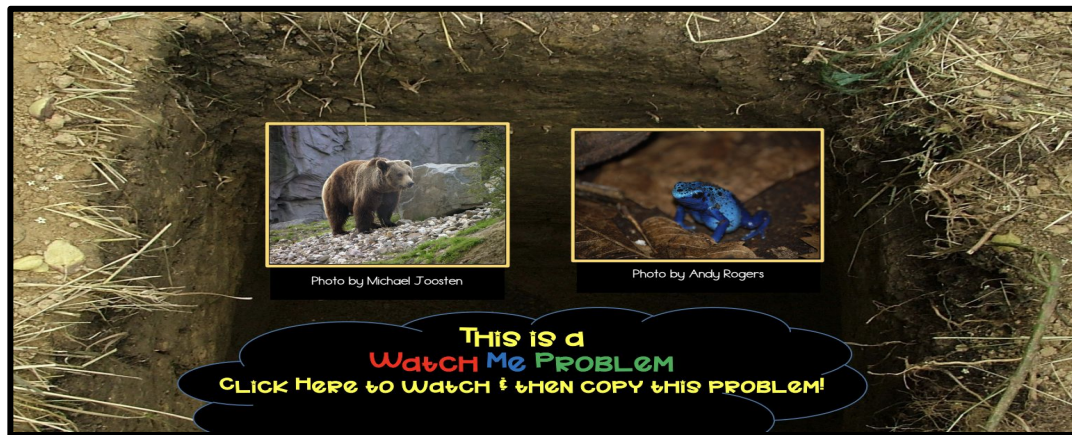 Photo by Michael Joosten
Photo by Andy Rogers
This is a
Watch Me Problem
Click Here to watch & then copy this problem!